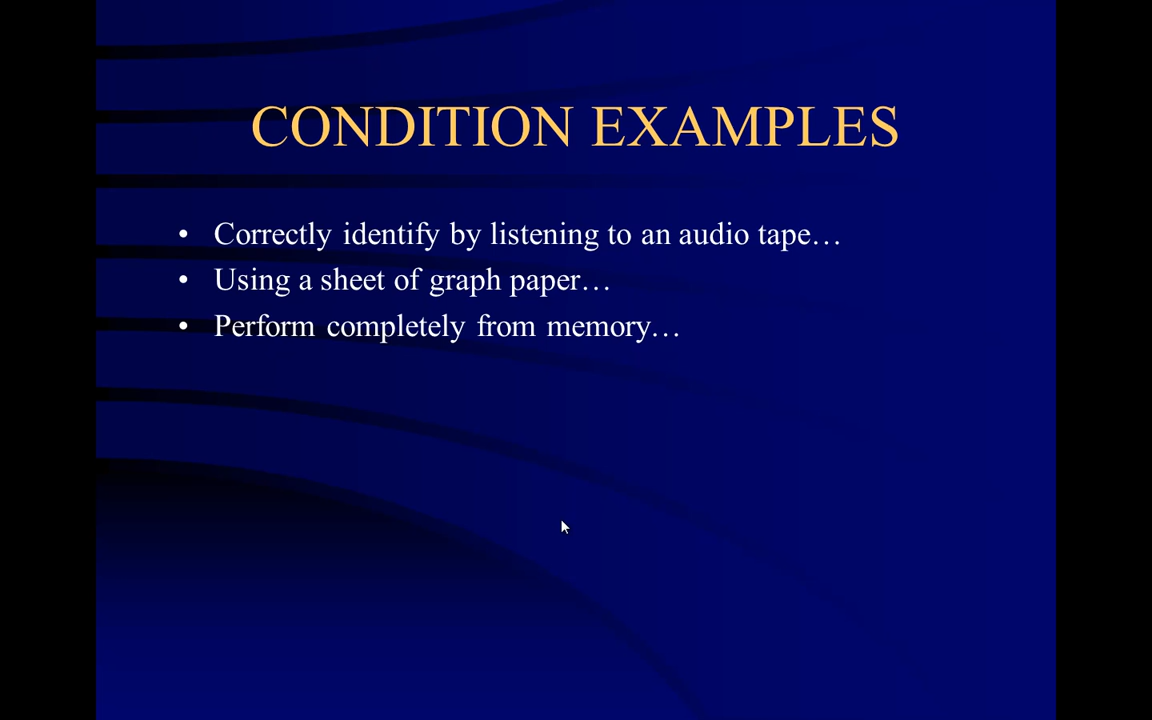 CONDITION EXAMPLES
• Correctly identify by listening to an audio tape…
• Using a sheet of graph paper…
• Perform completely from memory…